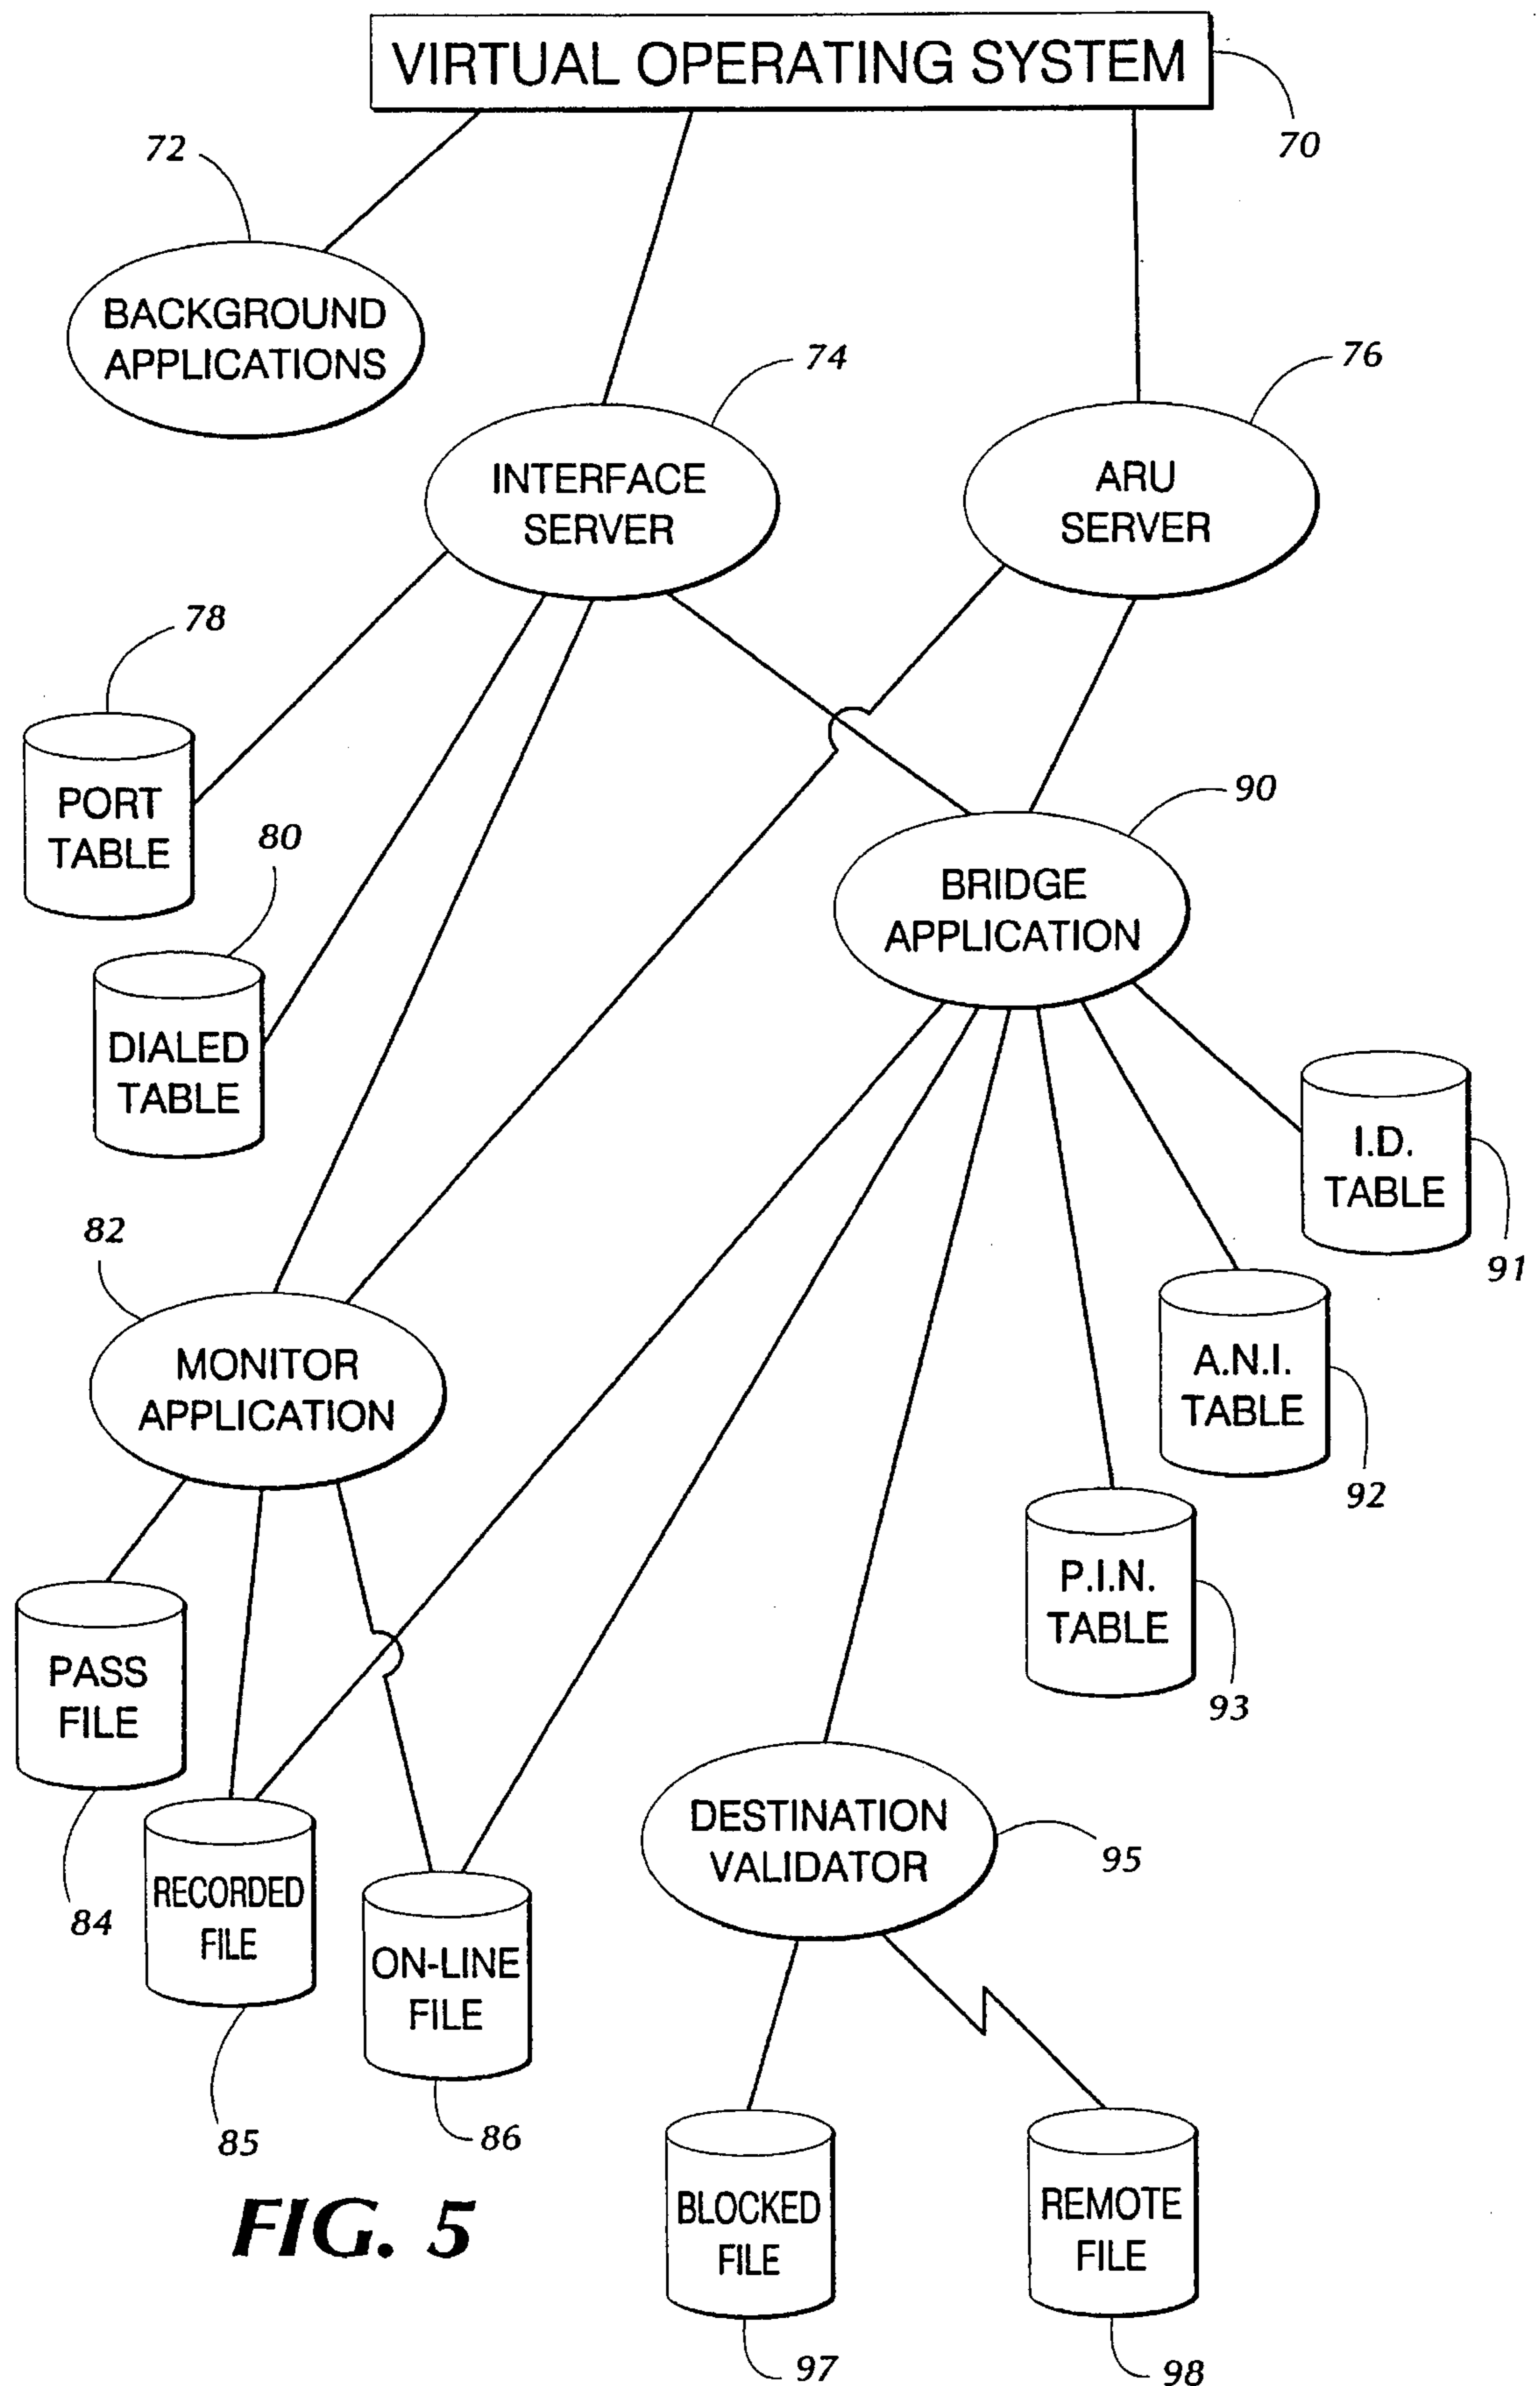 VIRTUAL OPERATING SYSTEM
70
72
BACKGROUND
APPLICATIONS
74
INTERFACE
SERVER
76
ARU
SERVER
78
PORT
TABLE
80
DIALED
TABLE
90
BRIDGE
APPLICATION
I.D.
TABLE
91
82
MONITOR
APPLICATION
A.N.I.
TABLE
92
P.I.N.
TABLE
93
PASS
FILE
84
RECORDED
FILE
85
ON-LINE
FILE
86
DESTINATION
VALIDATOR
95
BLOCKED
FILE
97
REMOTE
FILE
98
FIG. 5